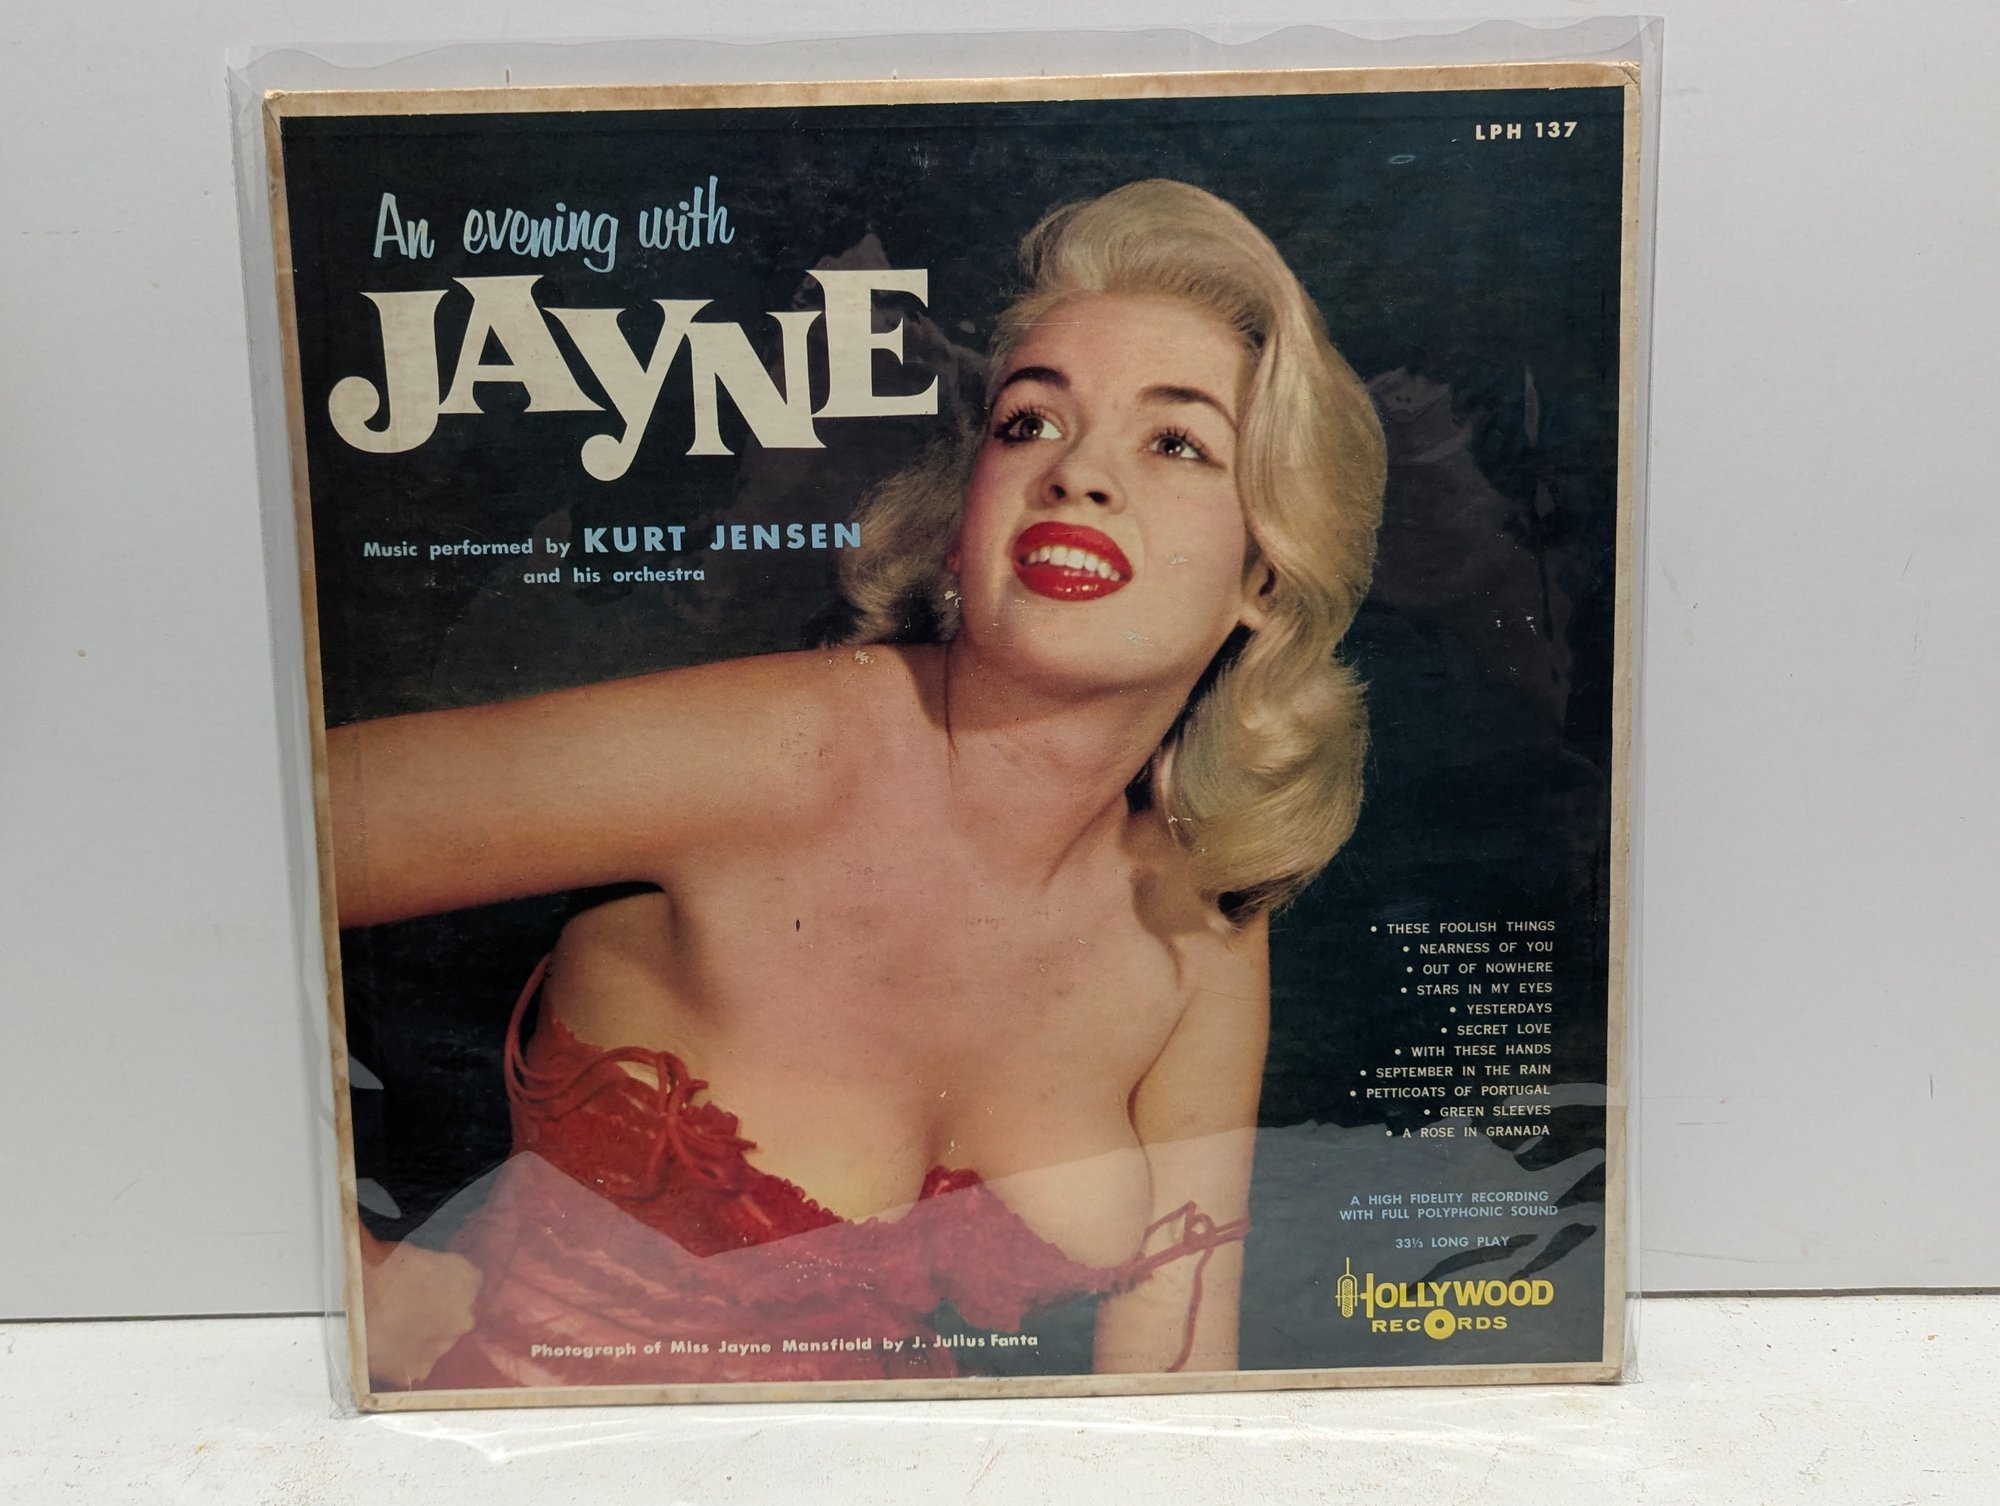 LPH 137
An evening with
JAYNE
Music performed by KURT JENSEN
and his orchestra
• THESE FOOLISH THINGS
• NEARNESS OF YOU
• OUT OF NOWHERE
• STARS IN MY EYES
• YESTERDAYS
• SECRET LOVE
• WITH THESE HANDS
• SEPTEMBER IN THE RAIN
• PETTICOATS OF PORTUGAL
• GREEN SLEEVES
• A ROSE IN GRANADA
A HIGH FIDELITY RECORDING
WITH FULL POLYPHONIC SOUND
33⅓ LONG PLAY
HOLLYWOOD
RECORDS
Photograph of Miss Jayne Mansfield by J. Julius Fanta